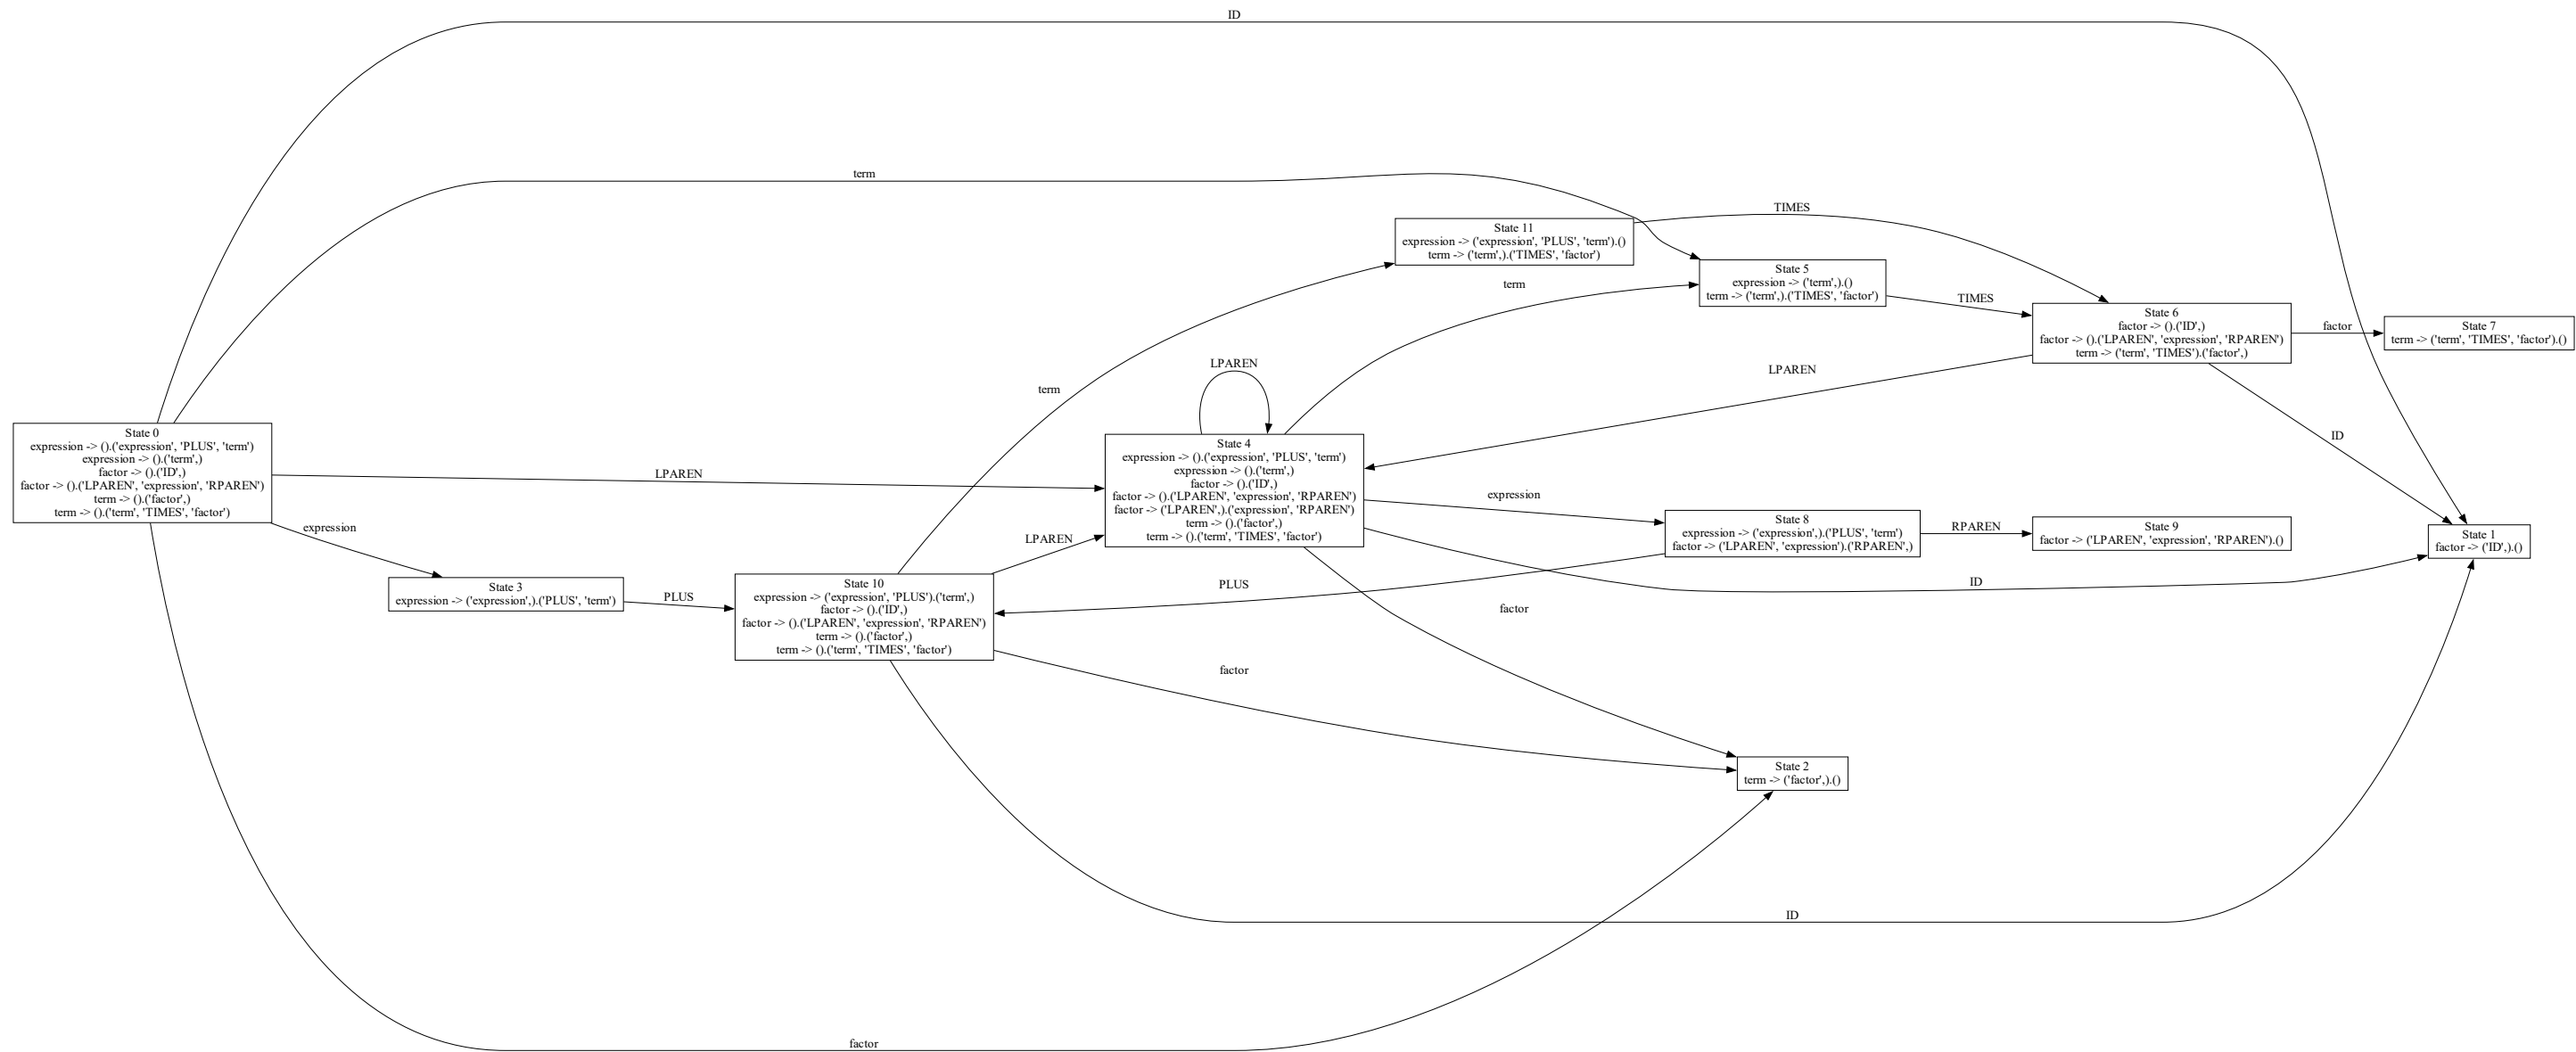 ID
term
TIMES
State 11
expression -> ('expression', 'PLUS', 'term').()
term -> ('term',).('TIMES', 'factor')
State 5
expression -> ('term',).()
term -> ('term',).('TIMES', 'factor')
term
TIMES
State 6
factor -> ().('ID',)
factor -> ().('LPAREN', 'expression', 'RPAREN')
term -> ('term', 'TIMES').('factor',)
factor
State 7
term -> ('term', 'TIMES', 'factor').()
LPAREN
LPAREN
term
State 0
expression -> ().('expression', 'PLUS', 'term')
expression -> ().('term',)
factor -> ().('ID',)
factor -> ().('LPAREN', 'expression', 'RPAREN')
term -> ().('factor',)
term -> ().('term', 'TIMES', 'factor')
LPAREN
State 4
expression -> ().('expression', 'PLUS', 'term')
expression -> ().('term',)
factor -> ().('ID',)
factor -> ().('LPAREN', 'expression', 'RPAREN')
factor -> ('LPAREN',).('expression', 'RPAREN')
term -> ().('factor',)
term -> ().('term', 'TIMES', 'factor')
ID
expression
expression
LPAREN
State 8
expression -> ('expression',).('PLUS', 'term')
factor -> ('LPAREN', 'expression').('RPAREN',)
RPAREN
State 9
factor -> ('LPAREN', 'expression', 'RPAREN').()
State 1
factor -> ('ID',).()
State 3
expression -> ('expression',).('PLUS', 'term')
PLUS
State 10
expression -> ('expression', 'PLUS').('term',)
factor -> ().('ID',)
factor -> ().('LPAREN', 'expression', 'RPAREN')
term -> ().('factor',)
term -> ().('term', 'TIMES', 'factor')
PLUS
ID
factor
factor
State 2
term -> ('factor',).()
ID
factor